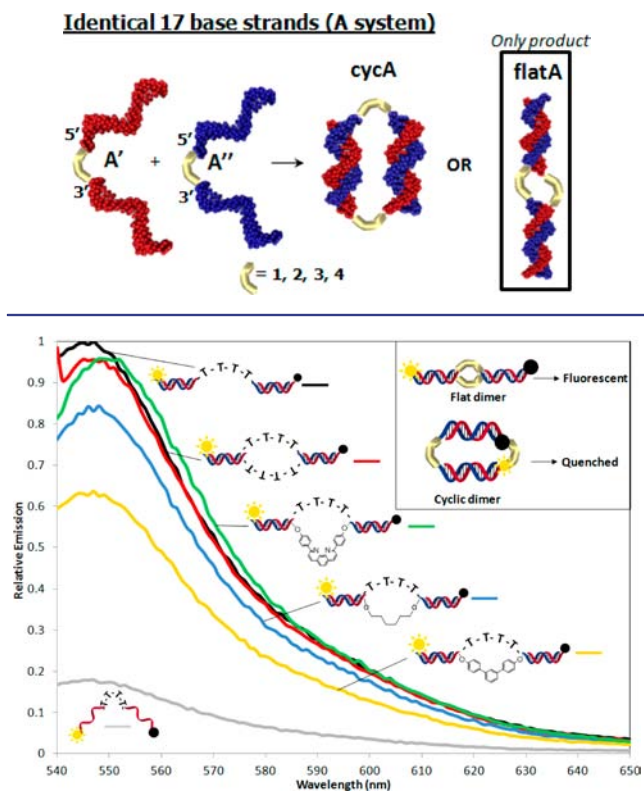 Identical 17 base strands (A system)
Only product
cycA
flatA
5'
A'
3'
+
5'
A''
3'
OR
= 1, 2, 3, 4
Relative Emission
1
0.9
0.8
0.7
0.6
0.5
0.4
0.3
0.2
0.1
0
540
550
560
570
580
590
600
610
620
630
640
650
Wavelength (nm)
T-T-T-T
T-T-T-T
T-T-T-T
T-T-T-T
O
N
N
O
T-T-T-T
O
O
T-T-T-T
O
O
T-T-T-T
Flat dimer
Fluorescent
Cyclic dimer
Quenched